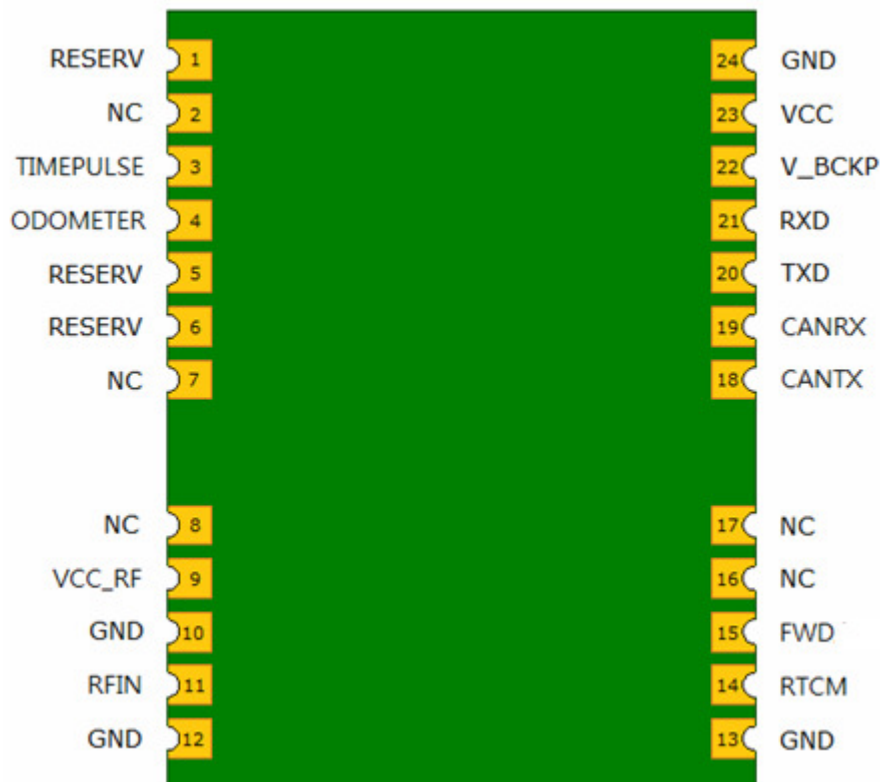 RESERV 1 24 GND
NC 2 23 VCC
TIMEPULSE 3 22 V_BCKP
ODOMETER 4 21 RXD
RESERV 5 20 TXD
RESERV 6 19 CANRX
NC 7 18 CANTX
NC 8 17 NC
VCC_RF 9 16 NC
GND 10 15 FWD
RFIN 11 14 RTCM
GND 12 13 GND